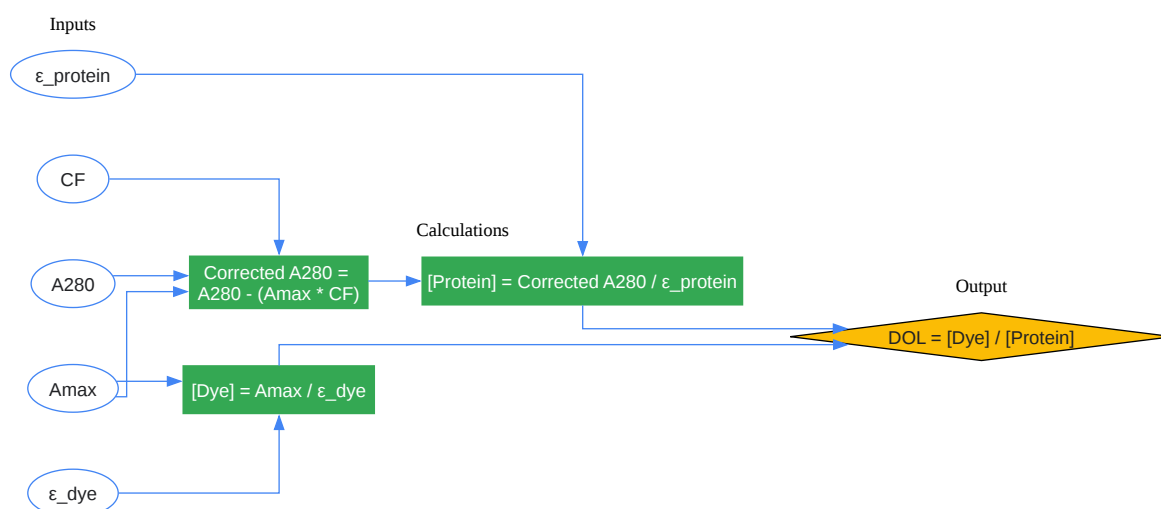 Inputs
ε_protein
CF
Calculations
A280
Corrected A280 =
A280 - (Amax * CF)
[Protein] = Corrected A280 / ε_protein
Output
DOL = [Dye] / [Protein]
Amax
[Dye] = Amax / ε_dye
ε_dye